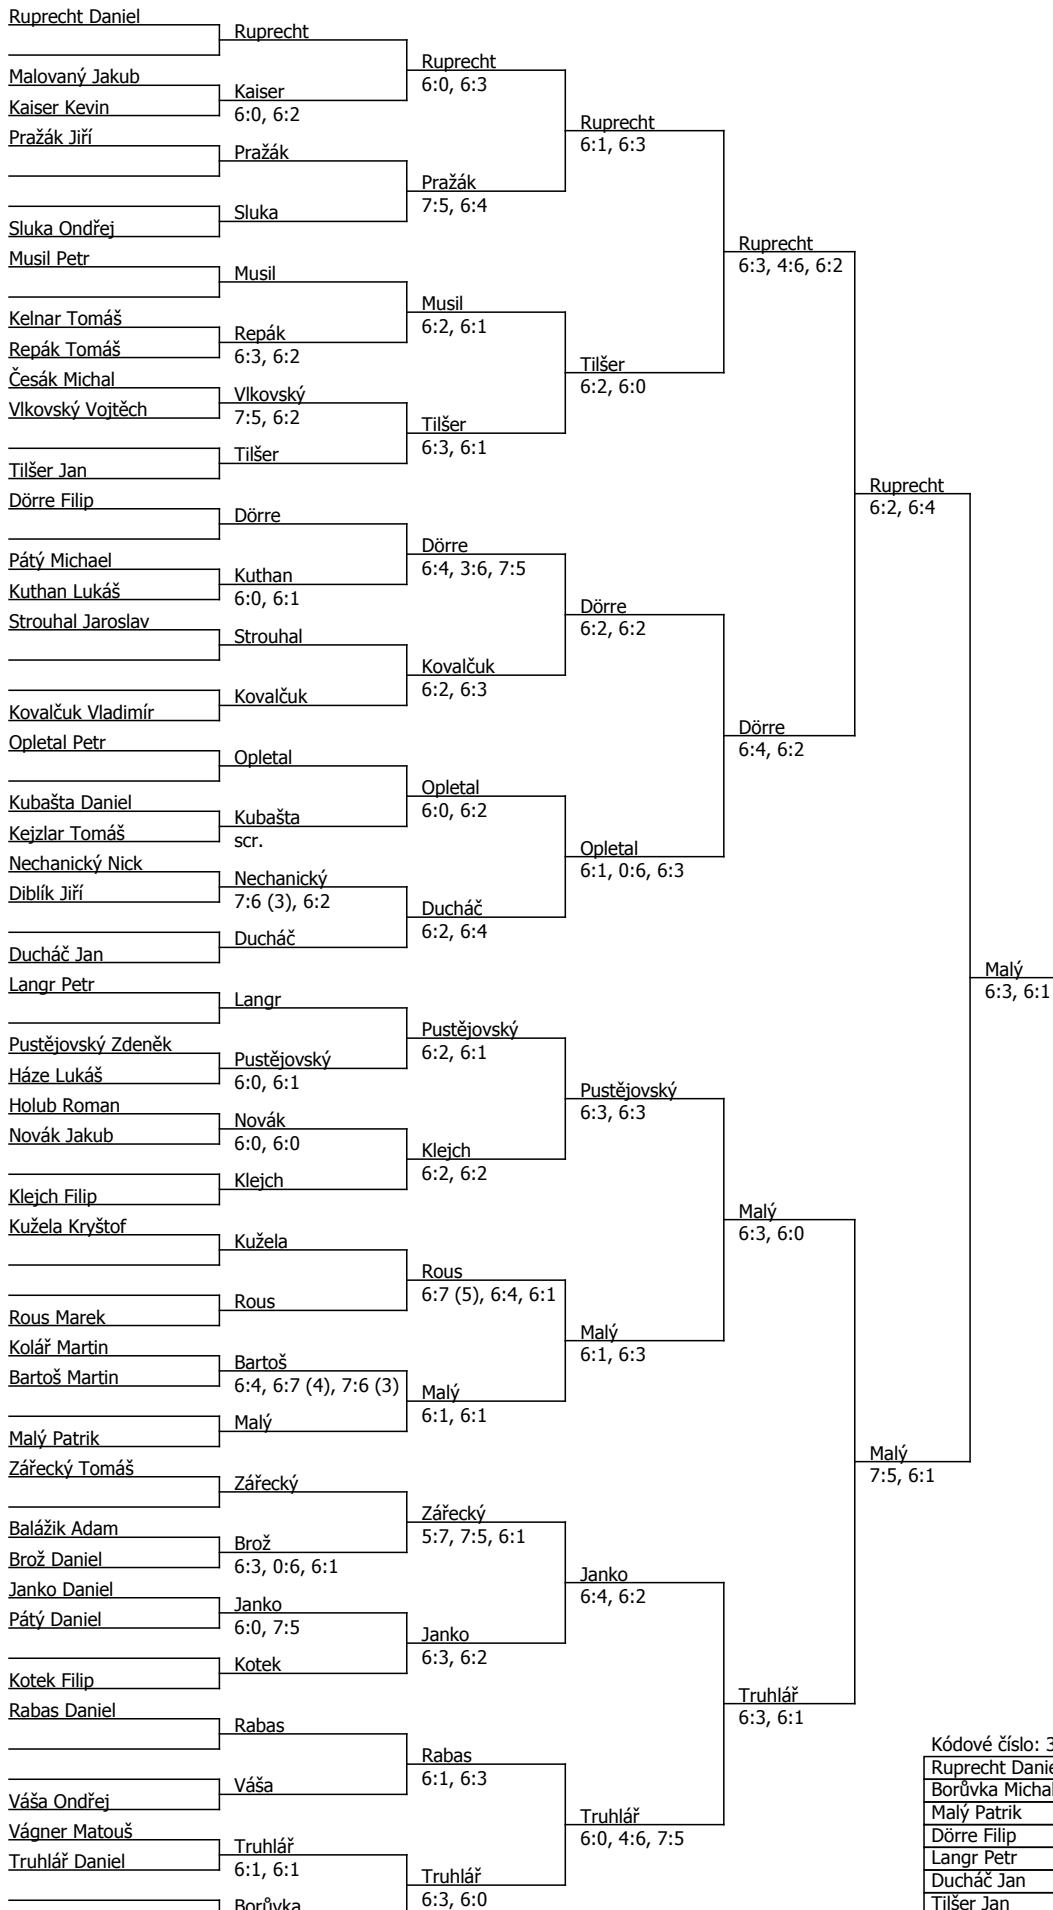 Ruprecht Daniel
Ruprecht
Ruprecht
6:0, 6:3
Malovaný Jakub
Kaiser
Kaiser Kevin
6:0, 6:2
Ruprecht
6:1, 6:3
Pražák Jiří
Pražák
Pražák
7:5, 6:4
Sluka
Sluka Ondřej
Ruprecht
6:3, 4:6, 6:2
Musil Petr
Musil
Musil
6:2, 6:1
Kelnar Tomáš
Repák
Repák Tomáš
6:3, 6:2
Tilšer
6:2, 6:0
Česák Michal
Vlkovský
Vlkovský Vojtěch
7:5, 6:2
Tilšer
6:3, 6:1
Tilšer
Tilšer Jan
Ruprecht
6:2, 6:4
Dörre Filip
Dörre
Dörre
6:4, 3:6, 7:5
Pátý Michael
Kuthan
Kuthan Lukáš
6:0, 6:1
Dörre
6:2, 6:2
Strouhal Jaroslav
Strouhal
Kovalčuk
6:2, 6:3
Kovalčuk
Kovalčuk Vladimír
Dörre
6:4, 6:2
Opletal Petr
Opletal
Opletal
6:0, 6:2
Kubašta Daniel
Kubašta
Kejzlar Tomáš
scr.
Opletal
6:1, 0:6, 6:3
Nechanický Nick
Nechanický
Diblík Jiří
7:6 (3), 6:2
Ducháč
6:2, 6:4
Ducháč
Ducháč Jan
Malý
6:3, 6:1
Langr Petr
Langr
Pustějovský
6:2, 6:1
Pustějovský Zdeněk
Pustějovský
Háze Lukáš
6:0, 6:1
Pustějovský
6:3, 6:3
Holub Roman
Novák
Novák Jakub
6:0, 6:0
Klejch
6:2, 6:2
Klejch
Klejch Filip
Malý
6:3, 6:0
Kužela Kryštof
Kužela
Rous
6:7 (5), 6:4, 6:1
Rous
Rous Marek
Malý
6:1, 6:3
Kolář Martin
Bartoš
Bartoš Martin
6:4, 6:7 (4), 7:6 (3)
Malý
6:1, 6:1
Malý
Malý Patrik
Malý
7:5, 6:1
Zářecký Tomáš
Zářecký
Zářecký
5:7, 7:5, 6:1
Balážik Adam
Brož
Brož Daniel
6:3, 0:6, 6:1
Janko
6:4, 6:2
Janko Daniel
Janko
Pátý Daniel
6:0, 7:5
Janko
6:3, 6:2
Kotek
Kotek Filip
Truhlář
6:3, 6:1
Rabas Daniel
Rabas
Rabas
6:1, 6:3
Váša
Váša Ondřej
Truhlář
6:0, 4:6, 7:5
Vágner Matouš
Truhlář
Truhlář Daniel
6:1, 6:1
Truhlář
6:3, 6:0
Borůvka
Kódové číslo: 3
Ruprecht Danie
Borůvka Michal
Malý Patrik
Dörre Filip
Langr Petr
Ducháč Jan
Tilšer Jan